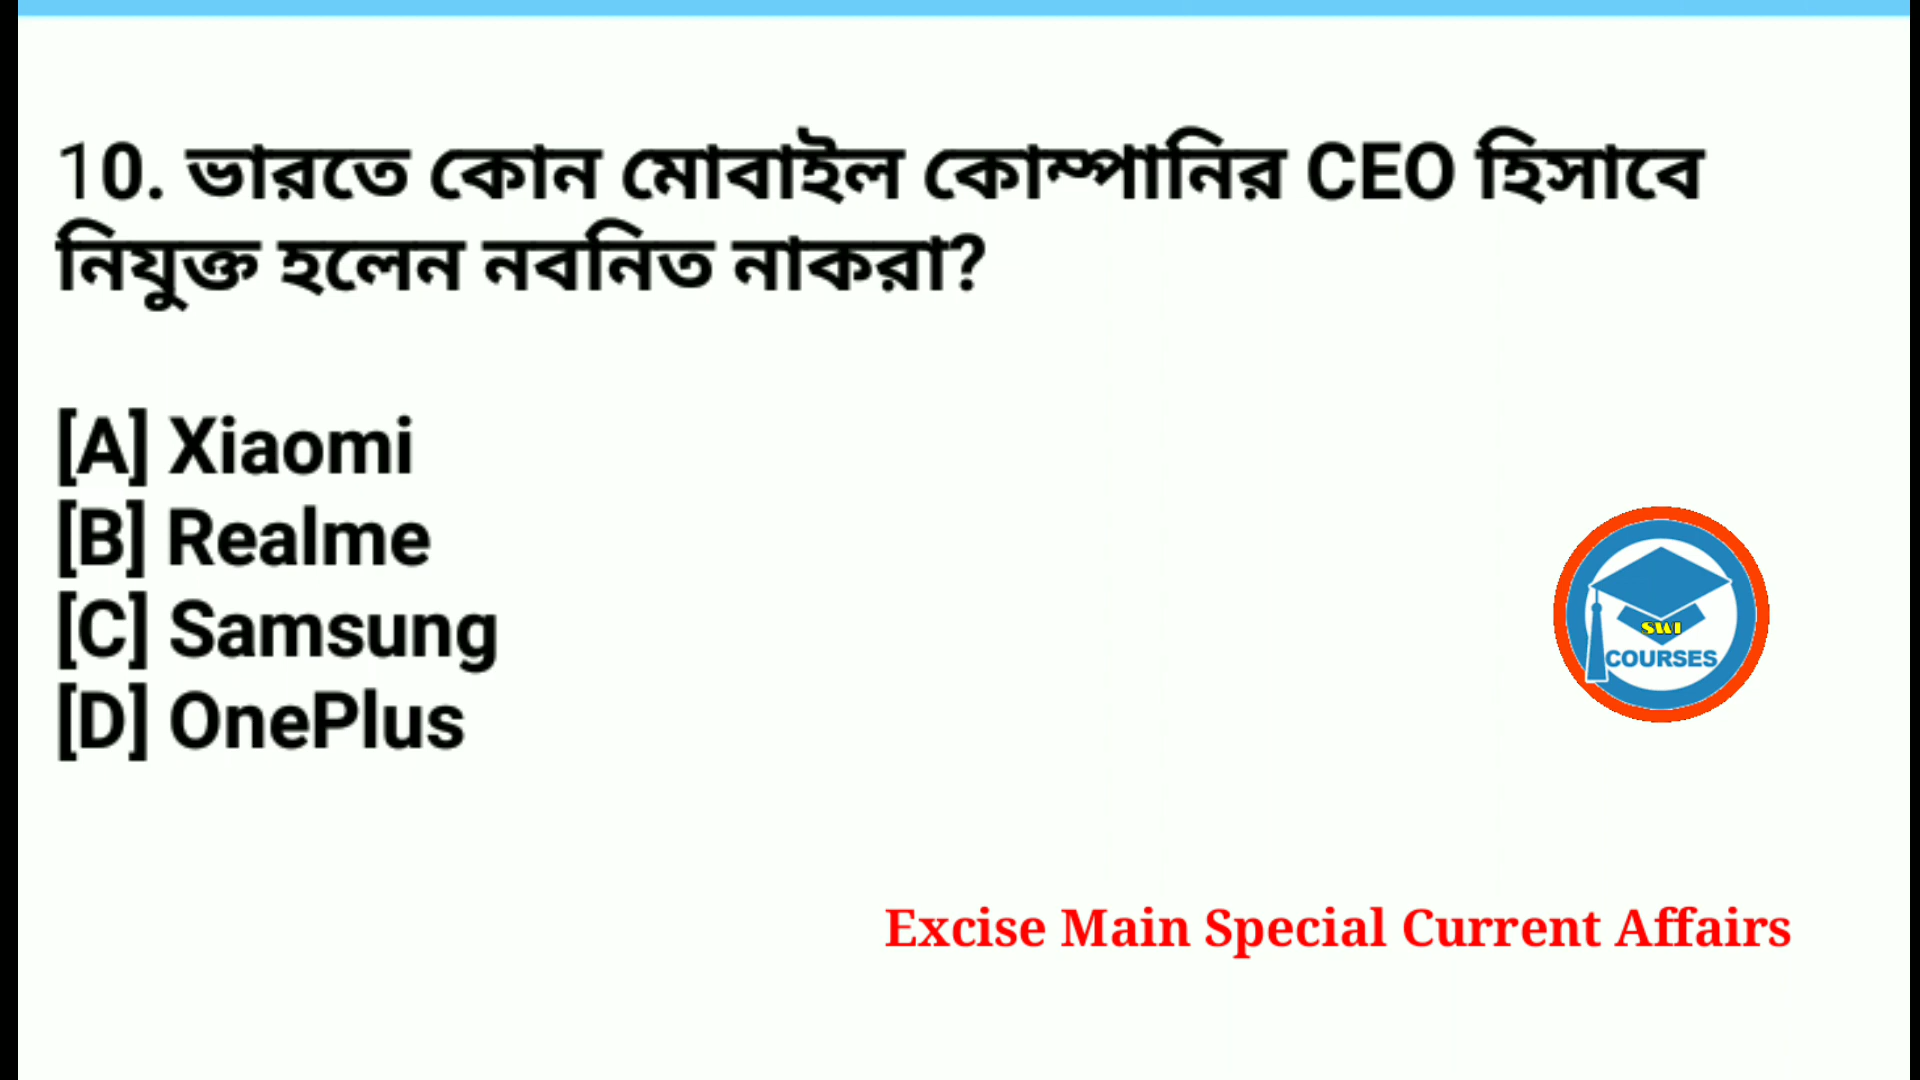 10. ভারতে কোন মোবাইল কোম্পানির CEO হিসাবে
নিযুক্ত হলেন নবনিত নাকরা?
[A] Xiaomi
[B] Realme
[C] Samsung
[D] OnePlus
SWI
COURSES
Excise Main Special Current Affairs